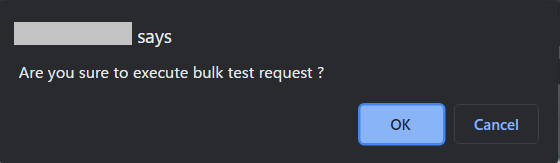 says
Are you sure to execute bulk test request ?
OK
Cancel